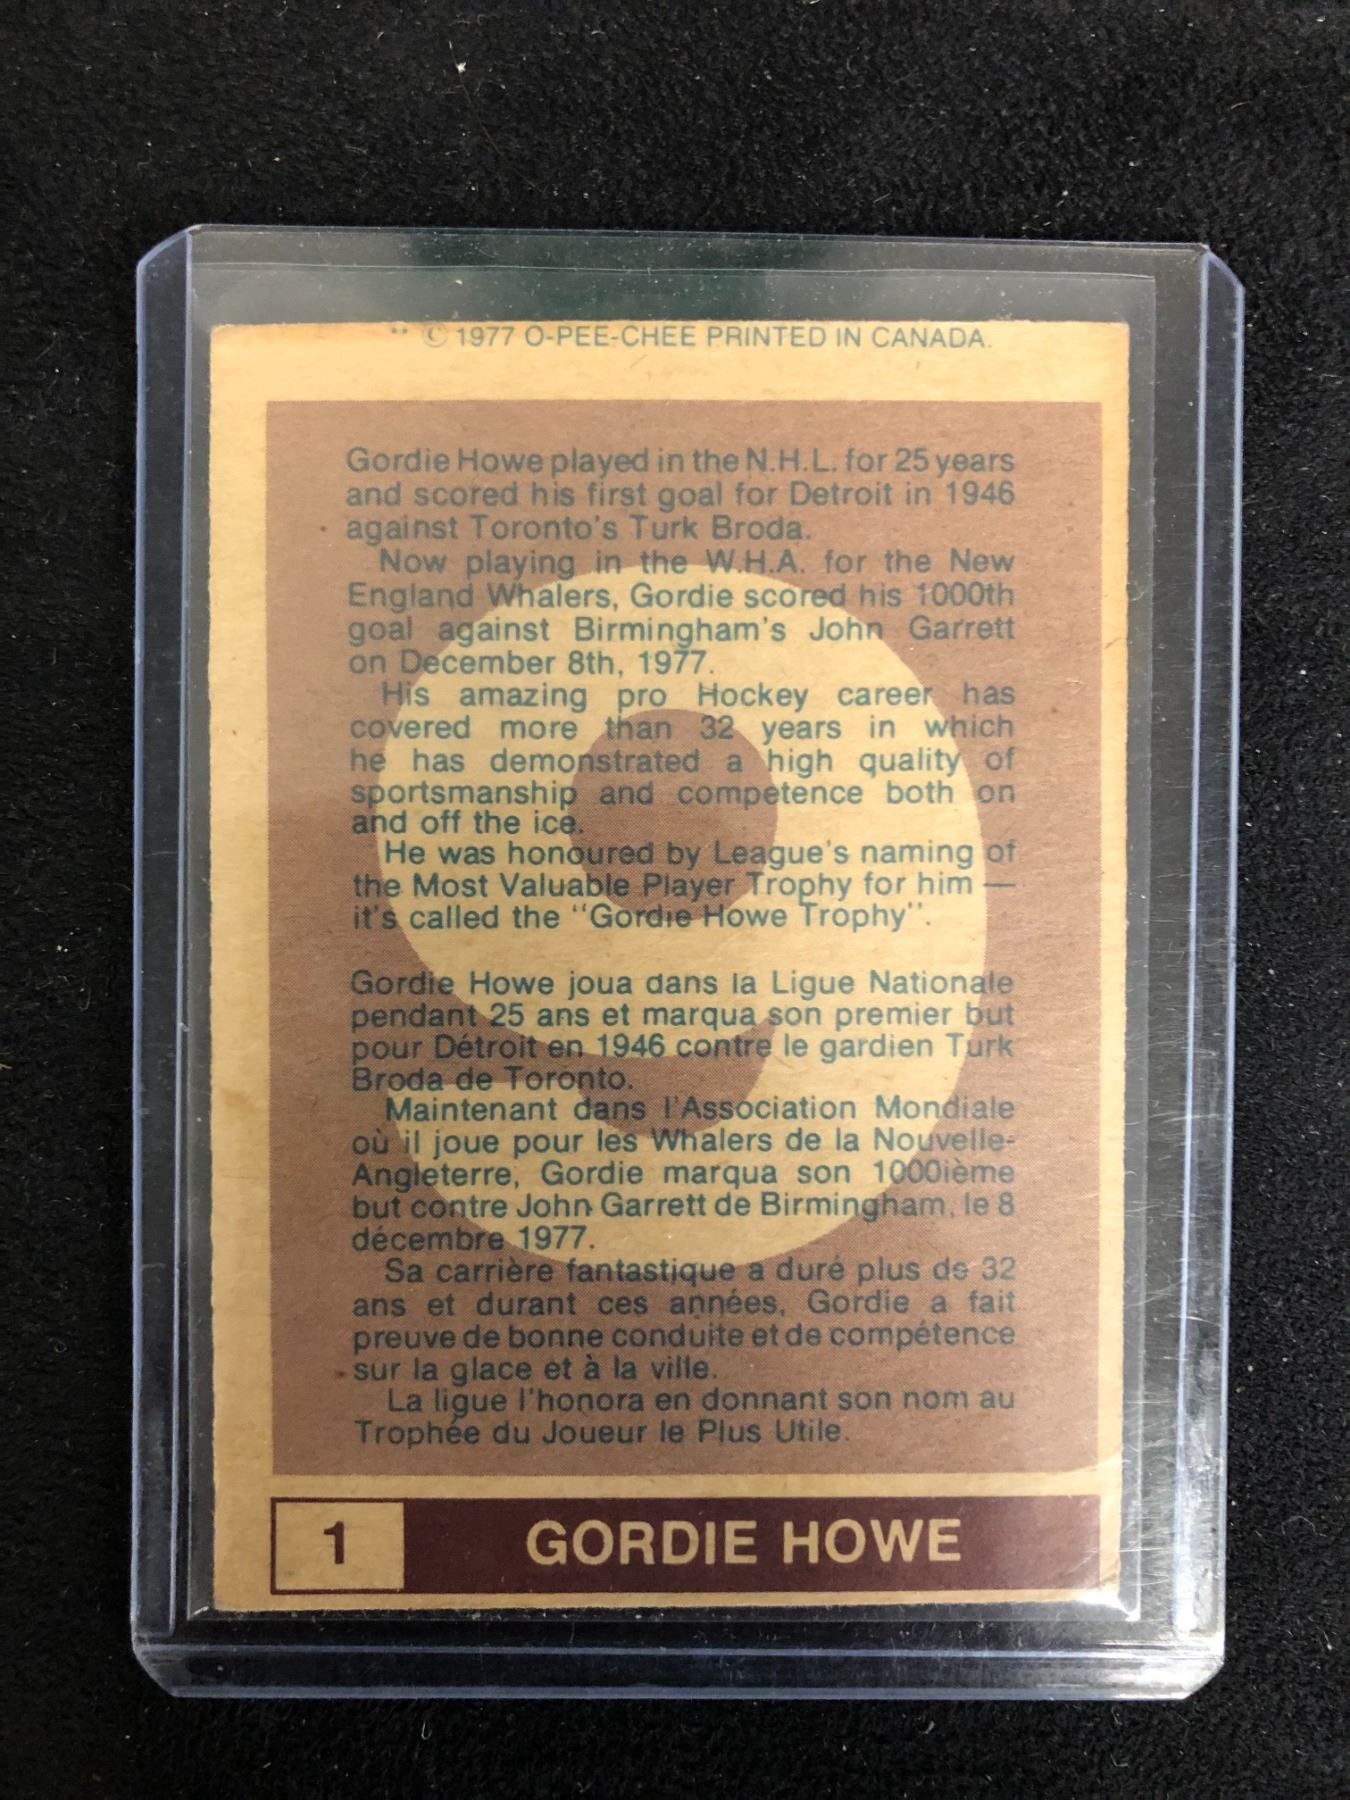 ** © 1977 O-PEE-CHEE PRINTED IN CANADA.
Gordie Howe played in the N.H.L. for 25 years
and scored his first goal for Detroit in 1946
against Toronto's Turk Broda.
Now playing in the W.H.A. for the New
England Whalers, Gordie scored his 1000th
goal against Birmingham's John Garrett
on December 8th, 1977.
His amazing pro Hockey career has
covered more than 32 years in which
he has demonstrated a high quality of
sportsmanship and competence both on
and off the ice.
He was honoured by League's naming of
the Most Valuable Player Trophy for him —
it's called the "Gordie Howe Trophy".
Gordie Howe joua dans la Ligue Nationale
pendant 25 ans et marqua son premier but
pour Détroit en 1946 contre le gardien Turk
Broda de Toronto.
Maintenant dans l'Association Mondiale
où il joue pour les Whalers de la Nouvelle-
Angleterre, Gordie marqua son 1000ième
but contre John Garrett de Birmingham, le 8
décembre 1977.
Sa carrière fantastique a duré plus de 32
ans et durant ces années, Gordie a fait
preuve de bonne conduite et de compétence
sur la glace et à la ville.
La ligue l'honora en donnant son nom au
Trophée du Joueur le Plus Utile.
1 GORDIE HOWE